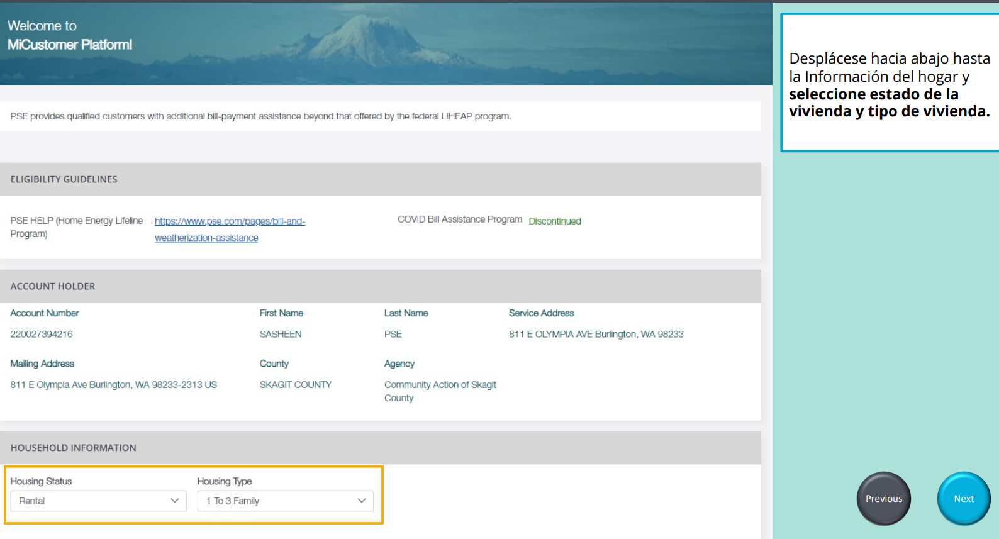 Welcome to
MiCustomer Platform!
PSE provides qualified customers with additional bill-payment assistance beyond that offered by the federal LIHEAP program.
ELIGIBILITY GUIDELINES
PSE HELP (Home Energy Lifeline
Program)
https://www.pse.com/pages/bill-and-
weatherization-assistance
COVID Bill Assistance Program
Discontinued
ACCOUNT HOLDER
Account Number
220027394216
First Name
SASHEEN
Last Name
PSE
Service Address
811 E OLYMPIA AVE Burlington, WA 98233
Mailing Address
811 E Olympia Ave Burlington, WA 98233-2313 US
County
SKAGIT COUNTY
Agency
Community Action of Skagit
County
HOUSEHOLD INFORMATION
Housing Status
Rental
Housing Type
1 To 3 Family
Desplácese hacia abajo hasta
la Información del hogar y
seleccione estado de la
vivienda y tipo de vivienda.
Previous
Next